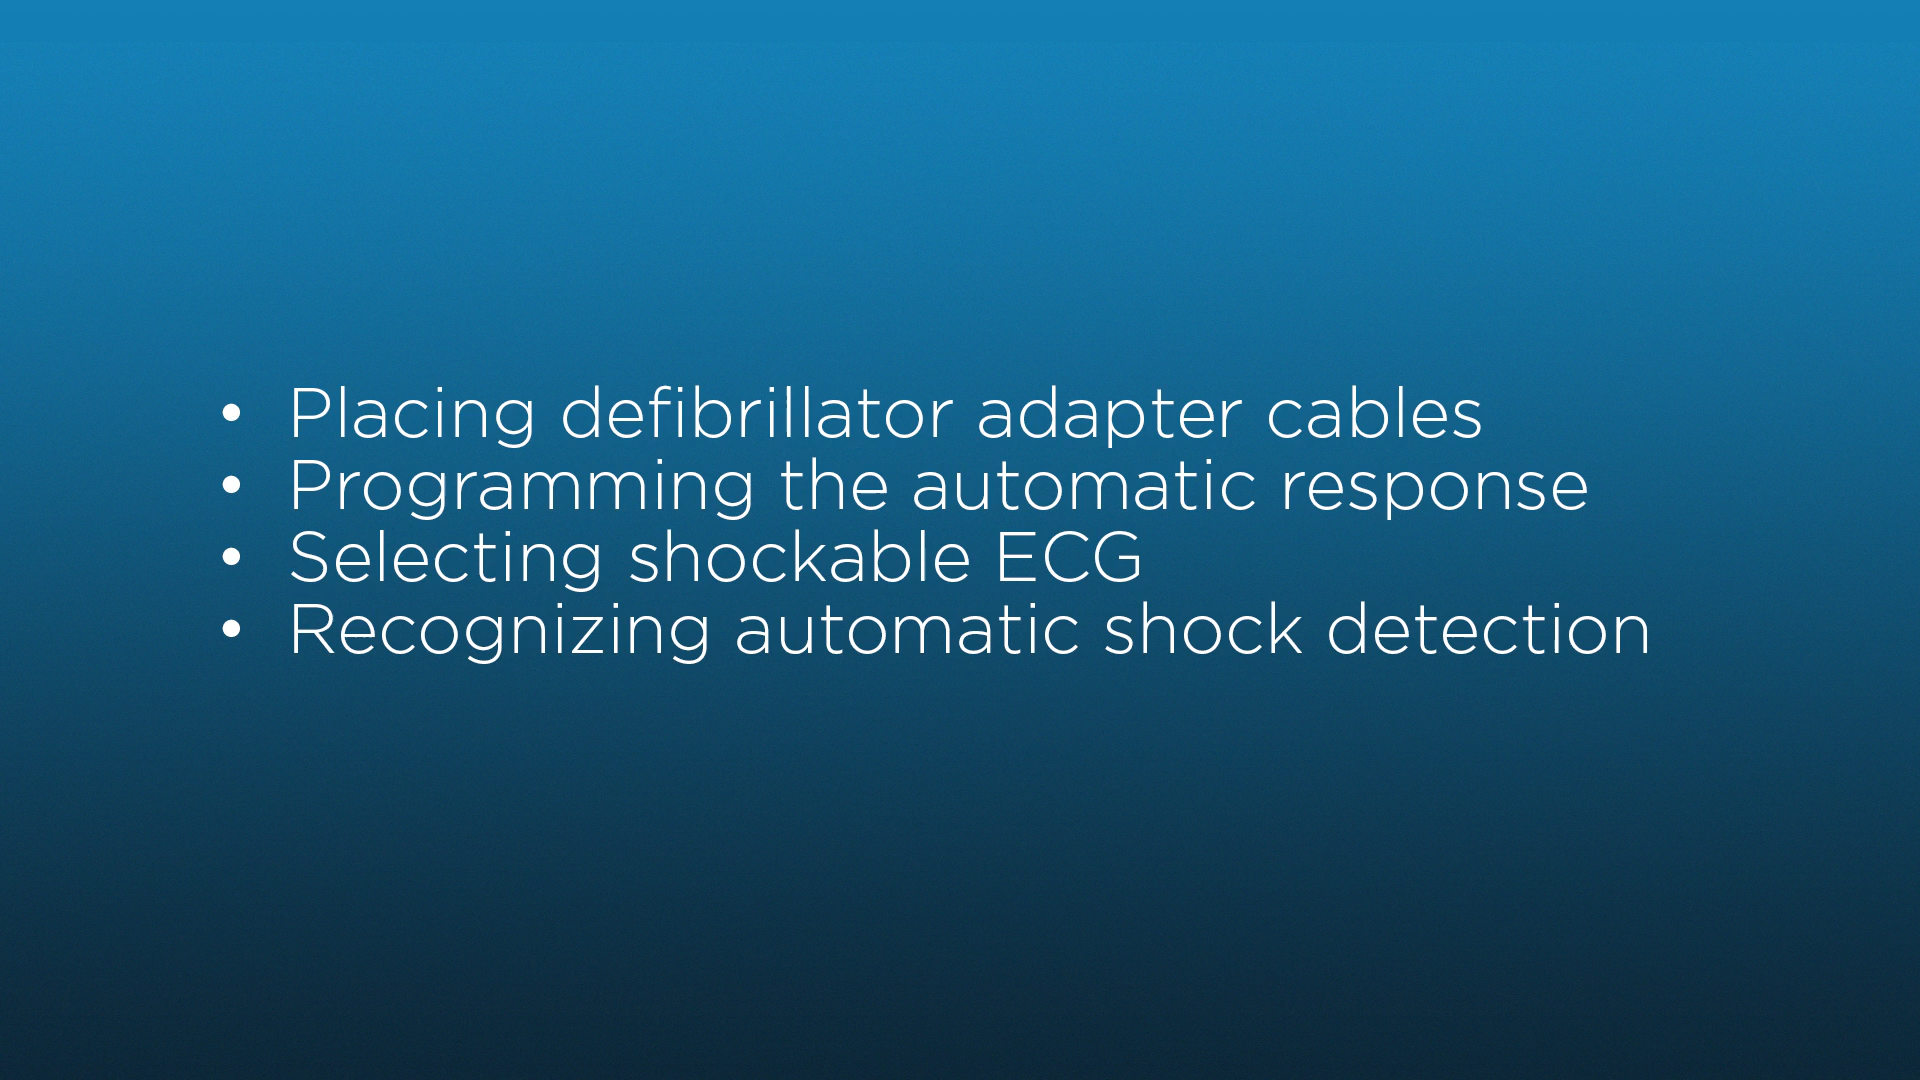 • Placing defibrillator adapter cables
• Programming the automatic response
• Selecting shockable ECG
• Recognizing automatic shock detection